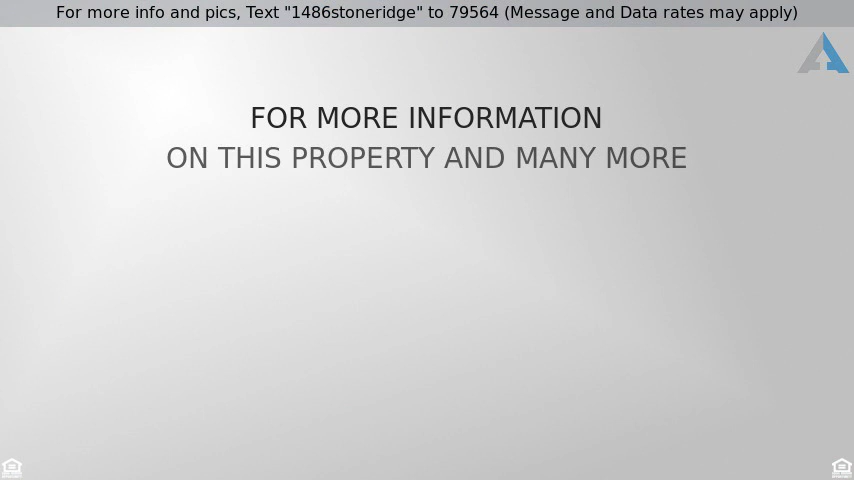 For more info and pics, Text "1486stoneridge" to 79564 (Message and Data rates may apply)
FOR MORE INFORMATION
ON THIS PROPERTY AND MANY MORE